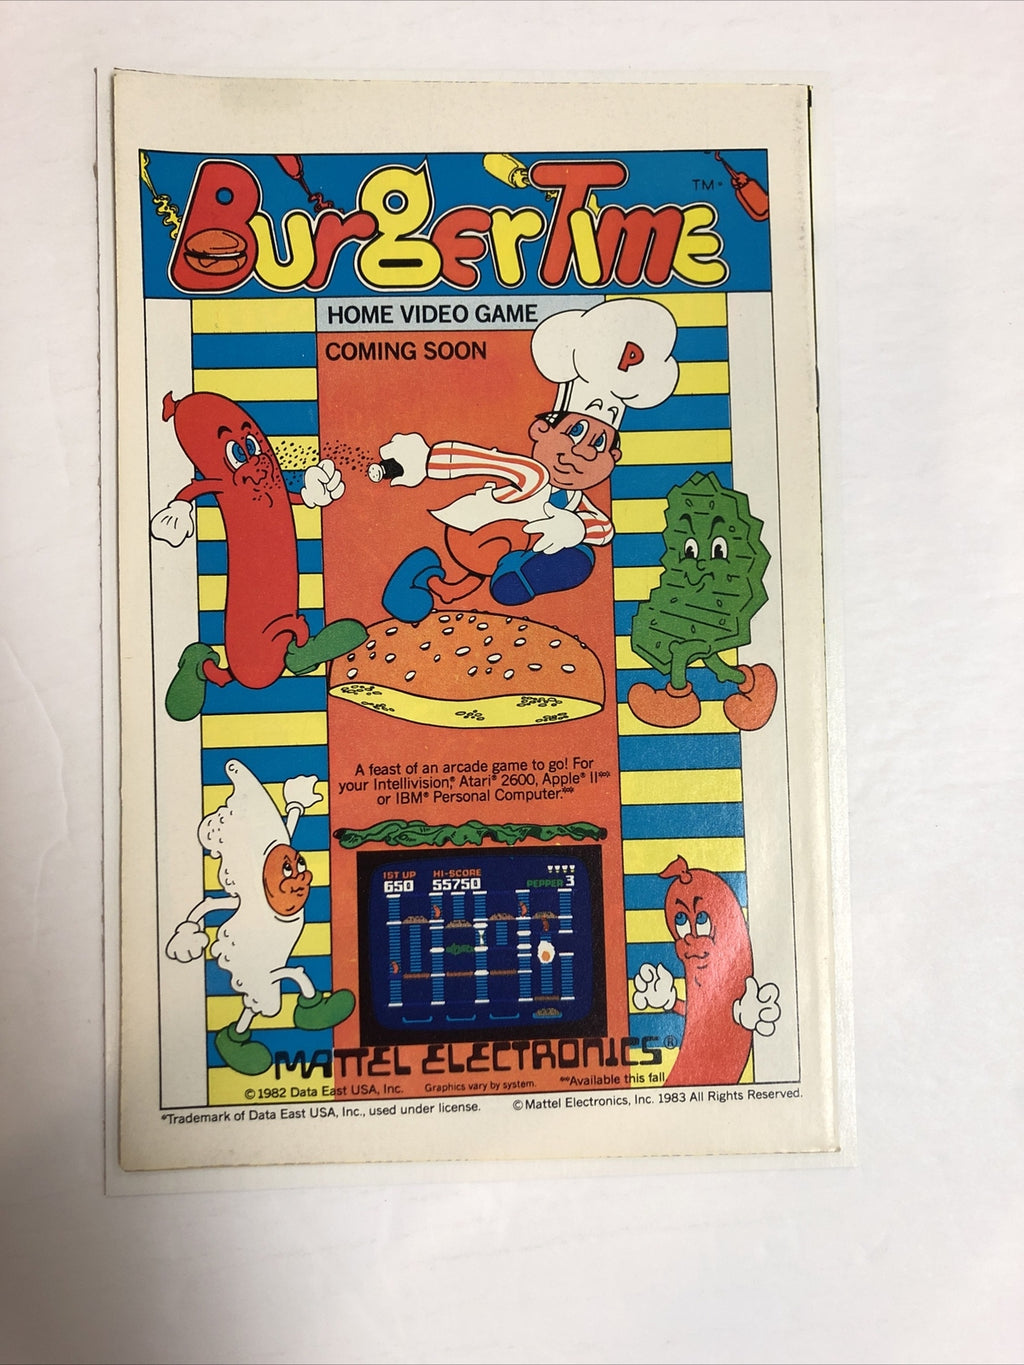 BurgerTime TM*
HOME VIDEO GAME
P
COMING SOON
A feast of an arcade game to go! For
your Intellivision,® Atari® 2600, Apple® II**
or IBM® Personal Computer.**
1ST UP HI-SCORE
650 55750 PEPPER 3
MATTEL ELECTRONICS®
©1982 Data East USA, Inc. Graphics vary by system. **Available this fall
*Trademark of Data East USA, Inc., used under license. ©Mattel Electronics, Inc. 1983 All Rights Reserved.